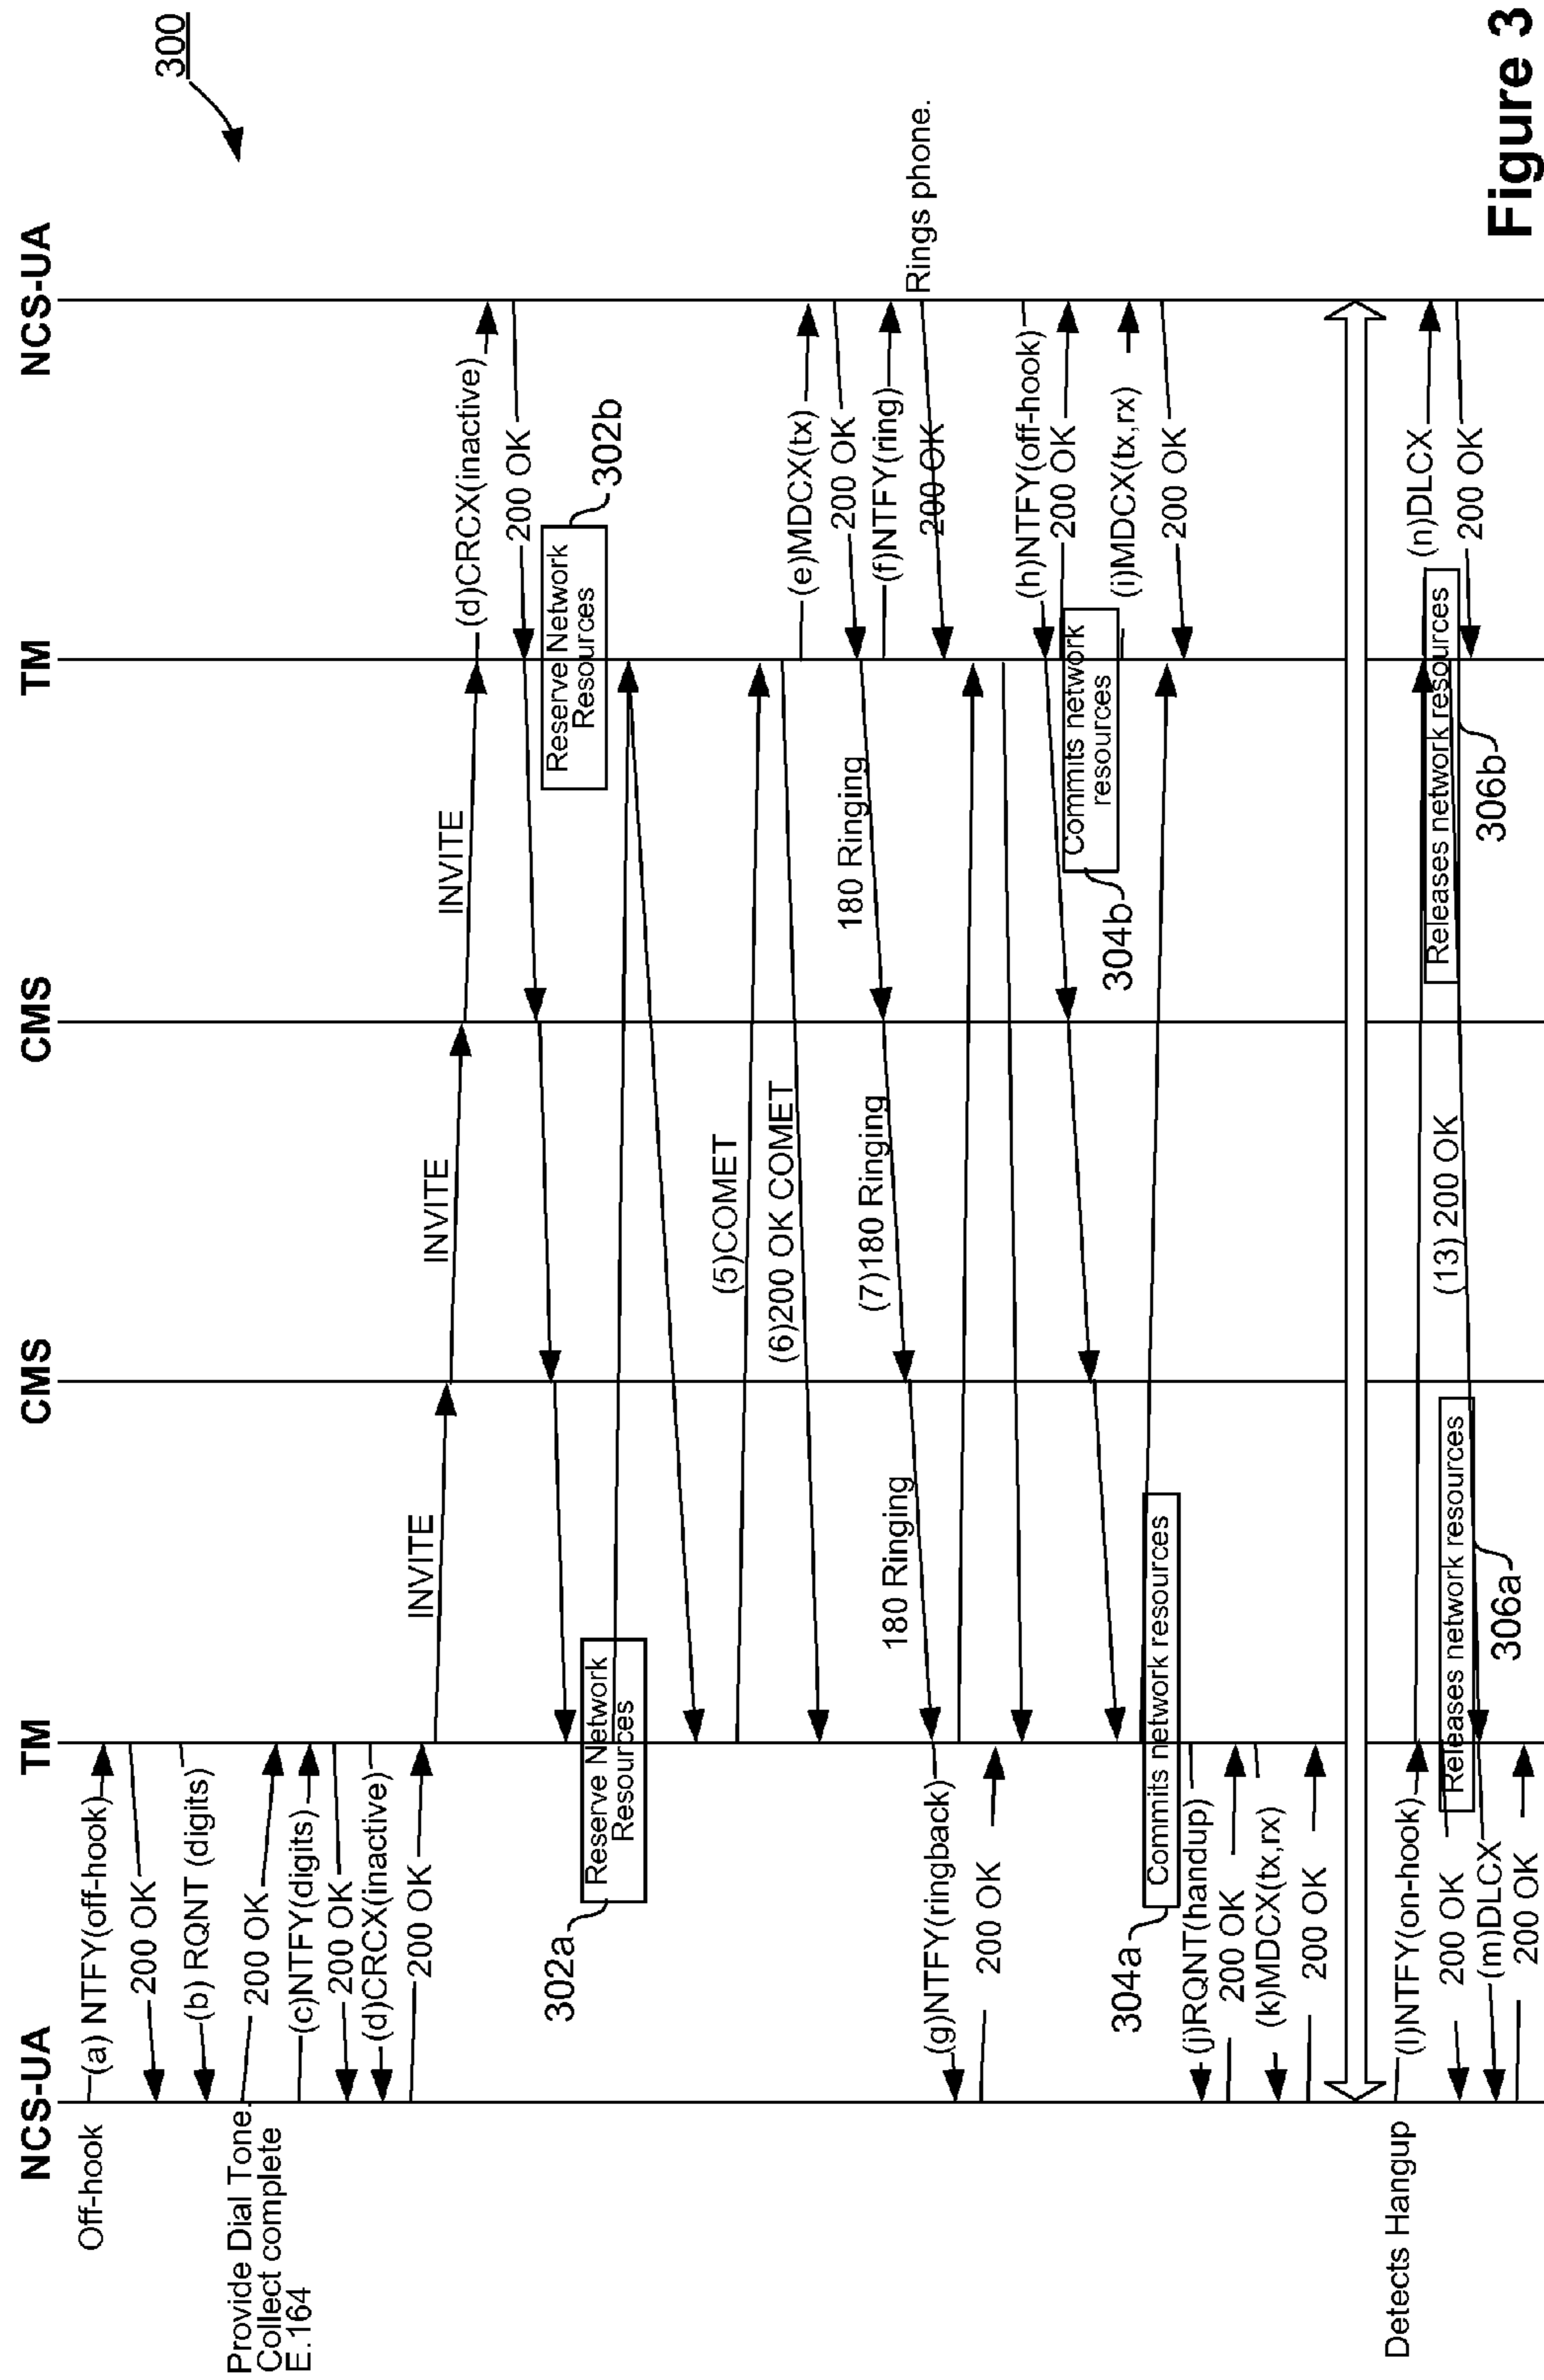 300
NCS-UA
TM
CMS
CMS
TM
NCS-UA
Off-hook
(a) NTFY(off-hook)
200 OK
(b) RQNT (digits)
Provide Dial Tone
Collect complete
E.164
200 OK
(c)NTFY(digits)
200 OK
(d)CRCX(inactive)
200 OK
INVITE
INVITE
INVITE
(d)CRCX(inactive)
200 OK
Reserve Network
Resources
302b
Reserve Network
Resources
302a
(5)COMET
(6)200 OK COMET
(e)MDCX(tx)
200 OK
180 Ringing
(f)NTFY(ring)
(7)180 Ringing
200 OK
Rings phone.
180 Ringing
(g)NTFY(ringback)
200 OK
(h)NTFY(off-hook)
200 OK
Commits network
resources
304b
(i)MDCX(tx,rx)
200 OK
Commits network resources
304a
(j)RQNT(handup)
200 OK
(k)MDCX(tx,rx)
200 OK
Detects Hangup
(l)NTFY(on-hook)
(n)DLCX
Releases network resources
306b
200 OK
(13) 200 OK
Releases network resources
306a
200 OK
(m)DLCX
200 OK
Figure 3